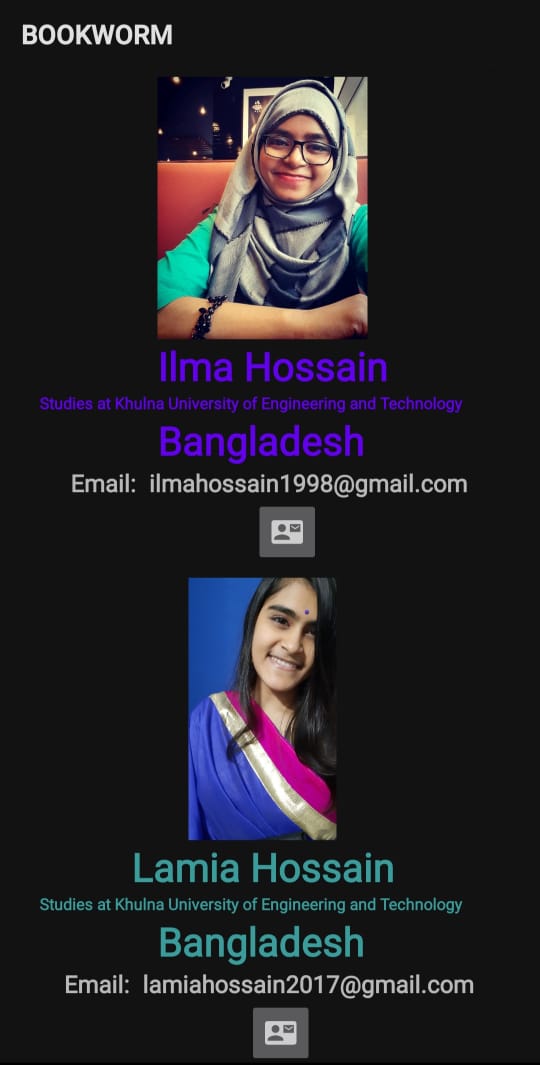 BOOKWORM
Ilma Hossain
Studies at Khulna University of Engineering and Technology
Bangladesh
Email: ilmahossain1998@gmail.com
Lamia Hossain
Studies at Khulna University of Engineering and Technology
Bangladesh
Email: lamiahossain2017@gmail.com